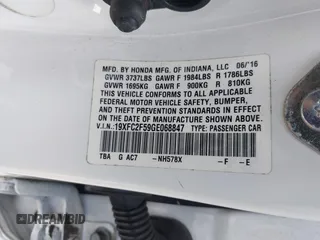 MFD. BY HONDA MFG. OF INDIANA, LLC 06/'16
GVWR 3737LBS GAWR F 1984LBS R 1786LBS
GVWR 1695KG GAWR F 900KG R 810KG
THIS VEHICLE CONFORMS TO ALL APPLICABLE
FEDERAL MOTOR VEHICLE SAFETY, BUMPER,
AND THEFT PREVENTION STANDARDS IN EFFECT
ON THE DATE OF MANUFACTURE SHOWN ABOVE.
V.I.N.:19XFC2F59GE068847 TYPE: PASSENGER CAR
TBA G AC7 -NH578X -F -E
DREAMBID